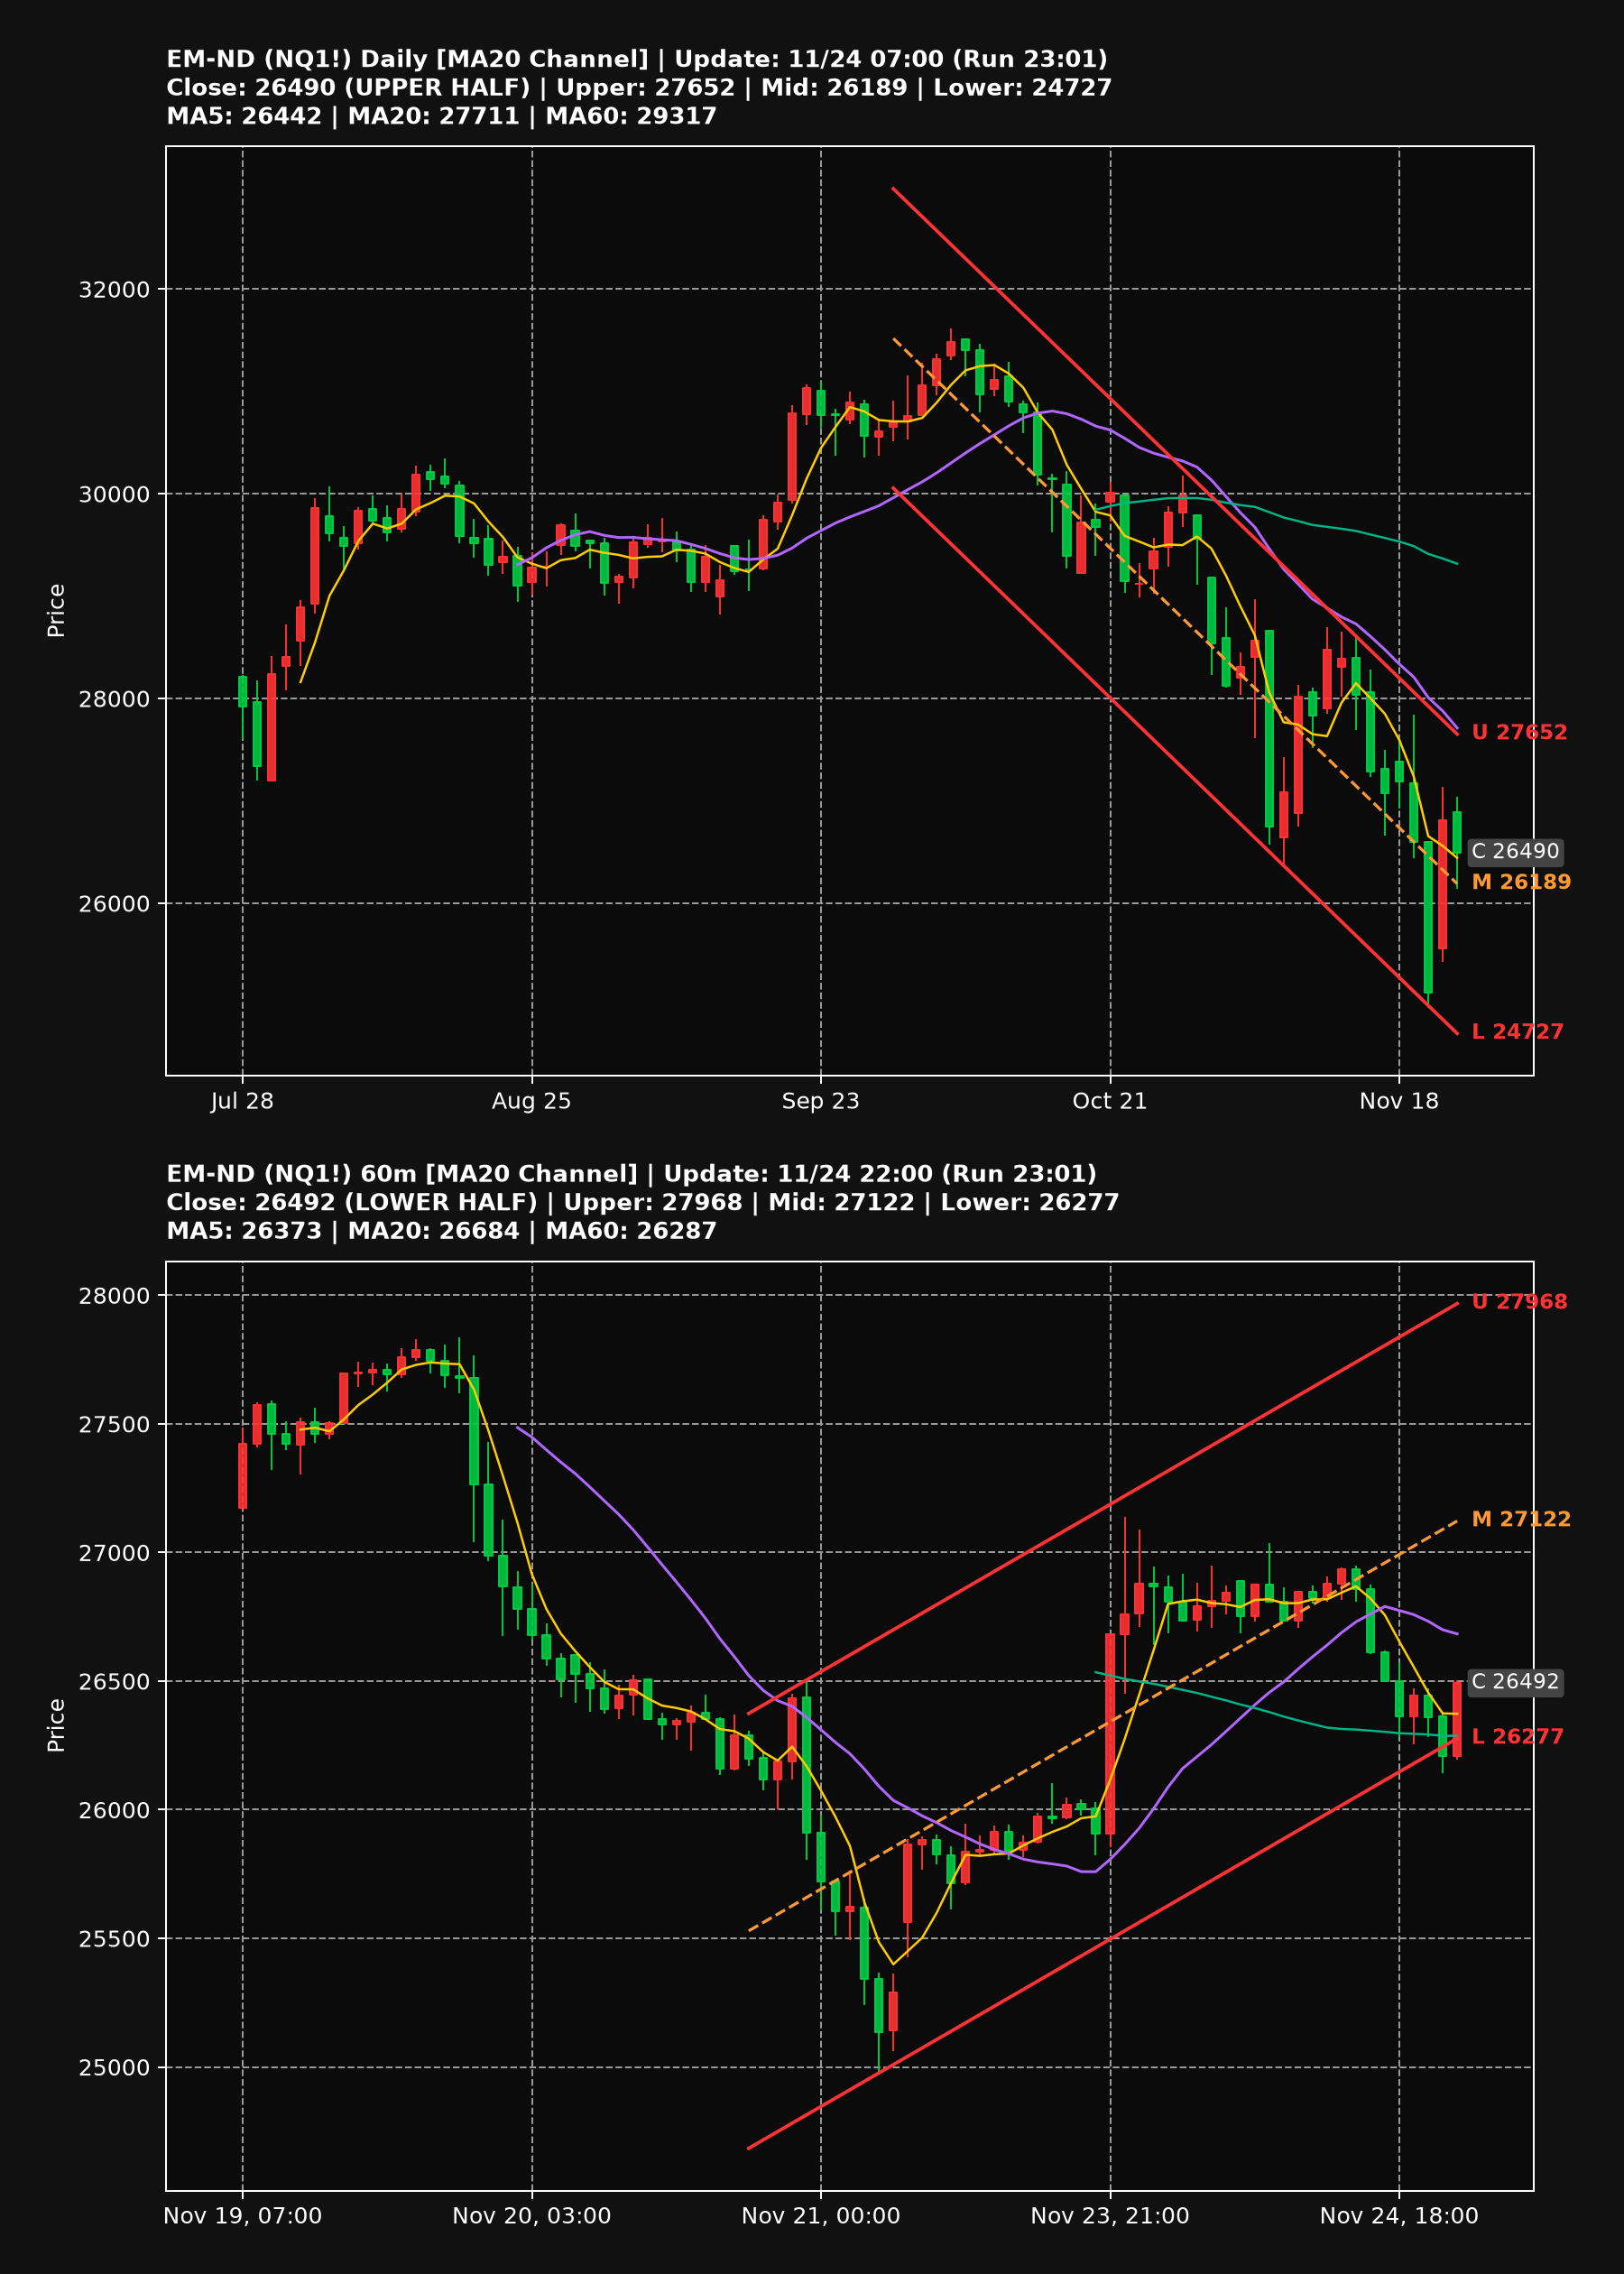 EM-ND (NQ1!) Daily [MA20 Channel] | Update: 11/24 07:00 (Run 23:01)
Close: 26490 (UPPER HALF) | Upper: 27652 | Mid: 26189 | Lower: 24727
MA5: 26442 | MA20: 27711 | MA60: 29317
Price
32000
30000
28000
26000
U 27652
C 26490
M 26189
L 24727
Jul 28
Aug 25
Sep 23
Oct 21
Nov 18
EM-ND (NQ1!) 60m [MA20 Channel] | Update: 11/24 22:00 (Run 23:01)
Close: 26492 (LOWER HALF) | Upper: 27968 | Mid: 27122 | Lower: 26277
MA5: 26373 | MA20: 26684 | MA60: 26287
Price
28000
27500
27000
26500
26000
25500
25000
U 27968
M 27122
C 26492
L 26277
Nov 19, 07:00
Nov 20, 03:00
Nov 21, 00:00
Nov 23, 21:00
Nov 24, 18:00